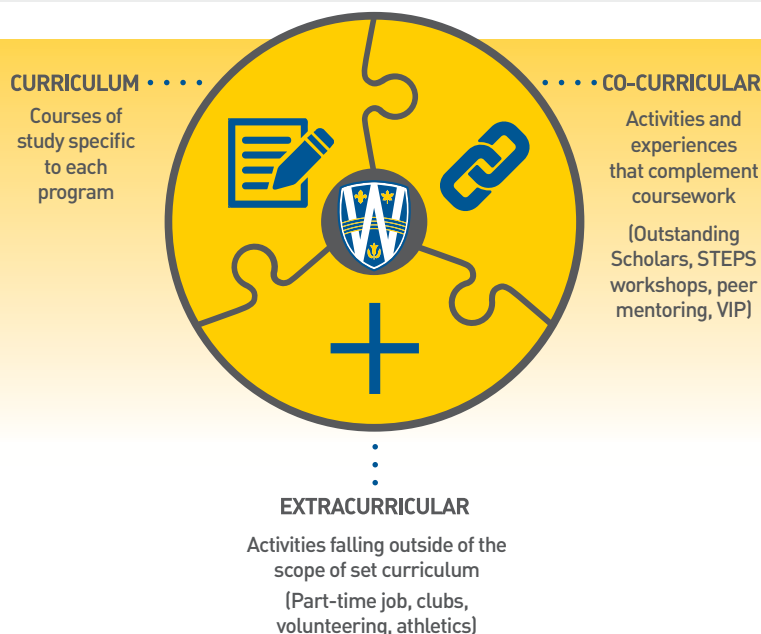 CURRICULUM
Courses of
study specific
to each
program
CO-CURRICULAR
Activities and
experiences
that complement
coursework
(Outstanding
Scholars, STEPS
workshops, peer
mentoring, VIP)
W
EXTRACURRICULAR
Activities falling outside of the
scope of set curriculum
(Part-time job, clubs,
volunteering, athletics)